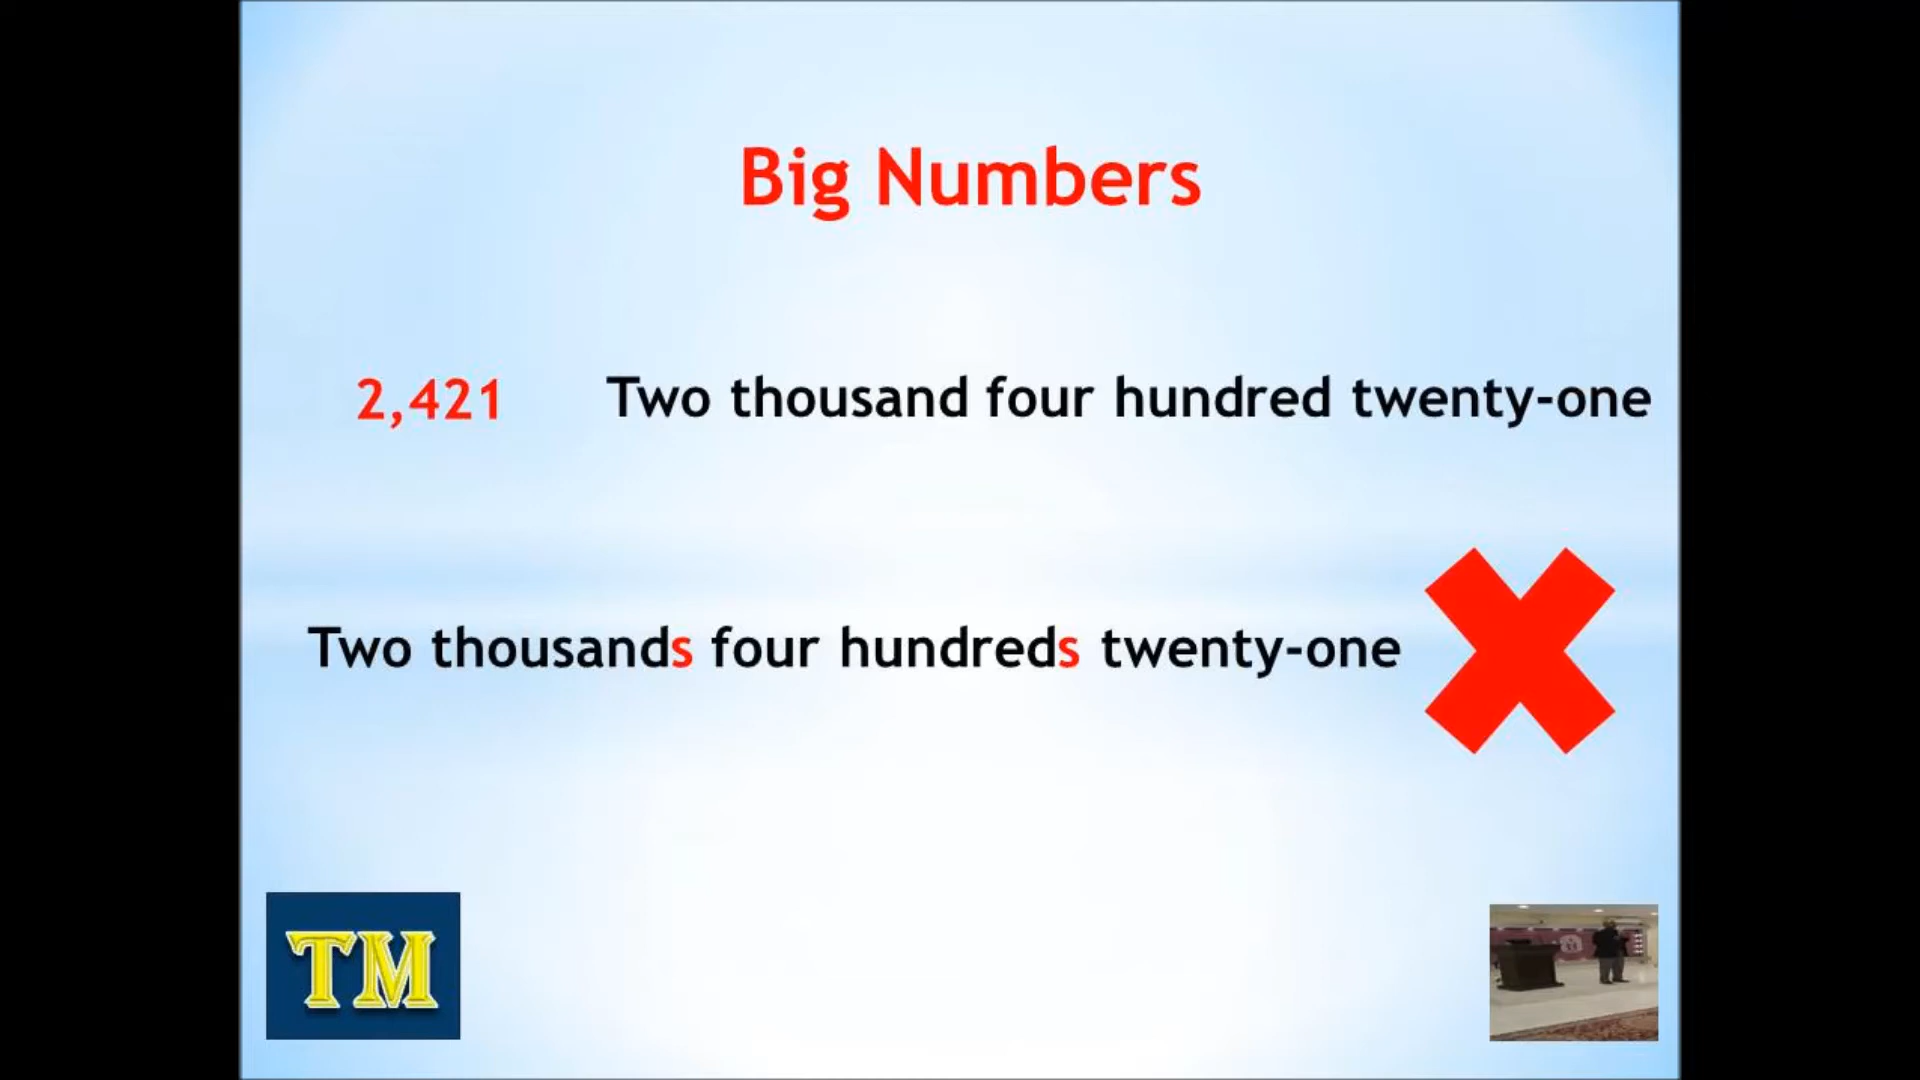 Big Numbers
2,421 Two thousand four hundred twenty-one
Two thousands four hundreds twenty-one
TM